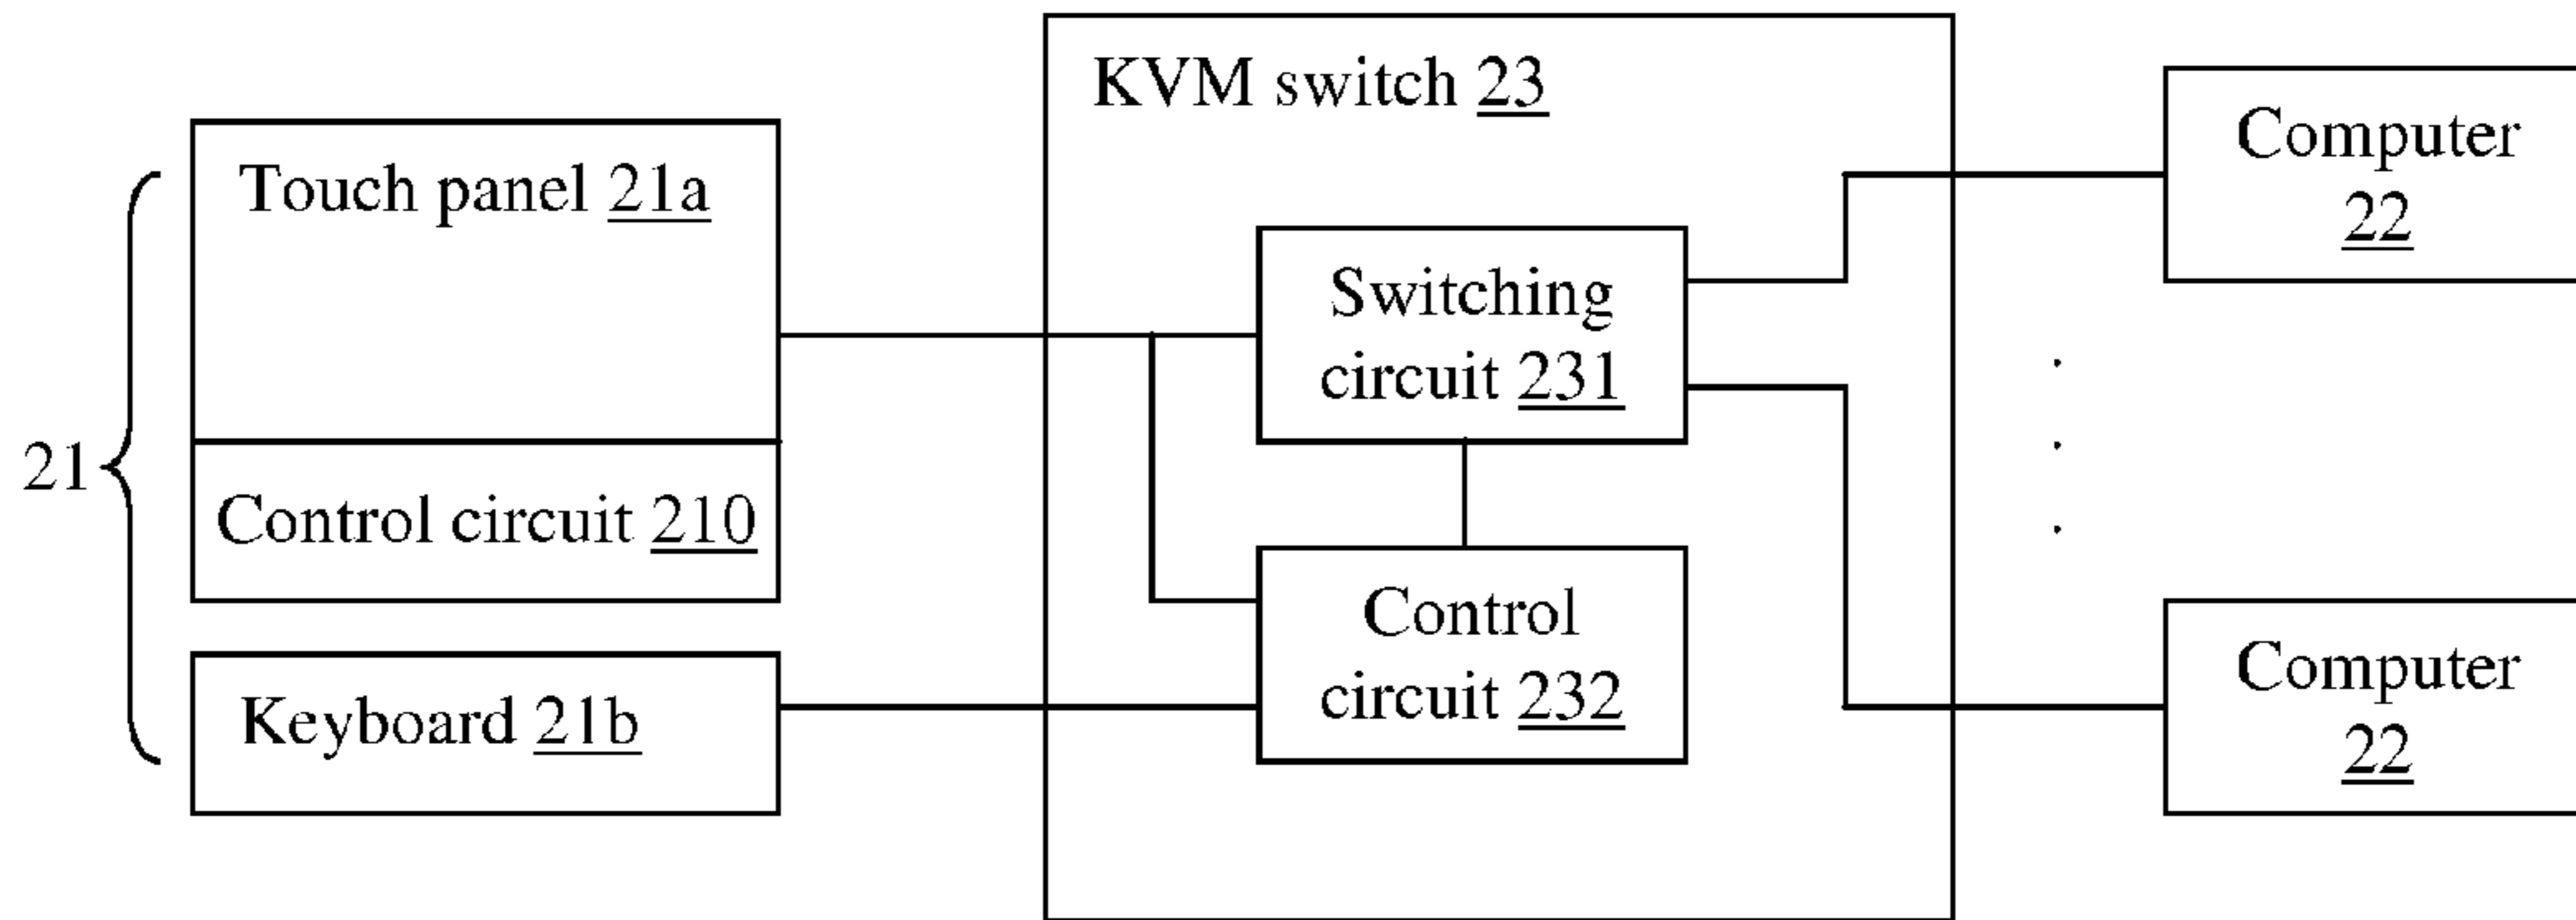 KVM switch 23
Touch panel 21a
Control circuit 210
21
Keyboard 21b
Switching
circuit 231
Control
circuit 232
Computer
22
Computer
22